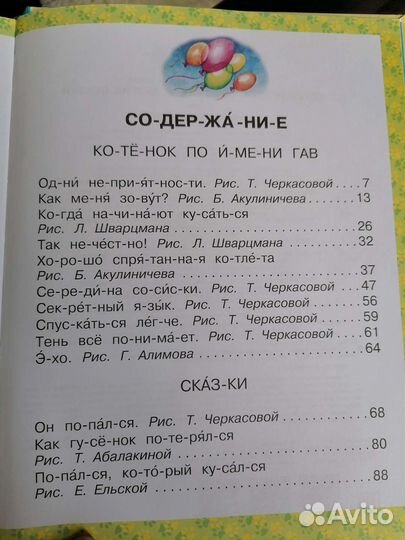 СО-ДЕР-ЖА́-НИ-Е
КО-ТЁ-НОК ПО И́-МЕ-НИ ГАВ
Од-ни́ не-при-я́т-нос-ти. Рис. Т. Черкасовой....7
Как ме-ня́ зо-ву́т? Рис. Б. Акулиничева..........13
Ко-гда́ на-чи-на́-ют ку-са́ть-ся
Рис. Л. Шварцмана...........................26
Так не-че́ст-но! Рис. Л. Шварцмана.............32
Хо-ро-шо́ спря́-тан-на-я ко-тле́-та
Рис. Б. Акулиничева.........................37
Се-ре-ди́-на со-си́с-ки. Рис. Т. Черкасовой......47
Сек-ре́т-ный я-зы́к. Рис. Т. Черкасовой..........56
Спус-ка́ть-ся ле́г-че. Рис. Т. Черкасовой.........59
Тень всё по-ни-ма́-ет. Рис. Т. Черкасовой.......61
Э́-хо. Рис. Г. Алимова...........................64
СКА́З-КИ
Он по-па́л-ся. Рис. Т. Черкасовой...............68
Как гу-сё-нок по-те-ря́л-ся
Рис. Т. Абалакиной..........................80
По-па́л-ся, ко-то́-рый ку-са́л-ся
Рис. Е. Ельской.............................88
Avito